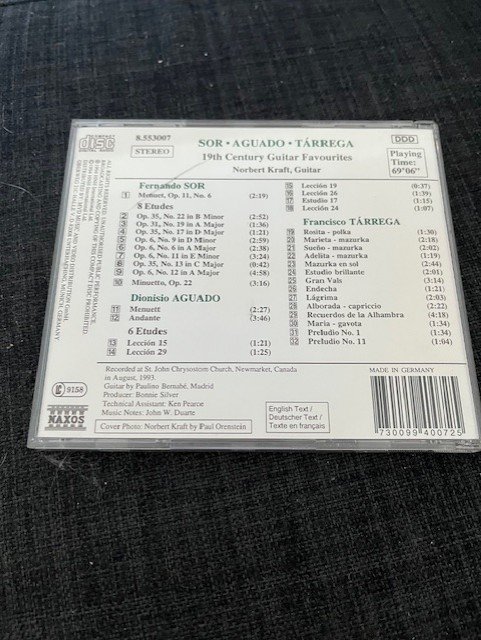 COMPACT
disc
DIGITAL AUDIO
8.553007
STEREO
SOR • AGUADO • TÁRREGA
19th Century Guitar Favourites
Norbert Kraft, Guitar
DDD
Playing
Time:
69"06"
Fernando SOR
1 Menuet, Op. 11, No. 6 (2:19)
8 Etudes
2 Op. 35, No. 22 in B Minor (2:52)
3 Op. 31, No. 19 in A Major (1:36)
4 Op. 35, No. 17 in D Major (1:51)
5 Op. 6, No. 9 in D Minor (2:59)
6 Op. 6, No. 6 in A Major (2:38)
7 Op. 6, No. 11 in E Minor (3:24)
8 Op. 35, No. 13 in C Major (0:42)
9 Op. 6, No. 12 in A Major (4:58)
10 Minuetto, Op. 22 (3:16)
Dionisio AGUADO
11 Menuett (2:27)
12 Andante (3:46)
6 Etudes
13 Lección 15 (1:21)
14 Lección 29 (1:25)
15 Lección 19 (0:37)
16 Lección 26 (1:39)
17 Estudio 17 (1:15)
18 Lección 24 (1:07)
Francisco TÁRREGA
19 Rosita - polka (1:30)
20 Marieta - mazurka (2:18)
21 Sueño - mazurka (2:02)
22 Adelita - mazurka (1:19)
23 Mazurka en sol (2:44)
24 Estudio brillante
25 Gran Vals (3:14)
26 Endecha
27 Lágrima (2:03)
28 Alborada - capriccio (2:22)
29 Recuerdos de la Alhambra (4:18)
30 Maria - gavota (1:34)
31 Preludio No. 1 (1:34)
32 Preludio No. 11 (1:04)
Recorded at St. John Chrysostom Church, Newmarket, Canada
in August, 1993.
Guitar by Paulino Bernabé, Madrid
Producer: Bonnie Silver
Technical Assistant: Ken Pearce
Music Notes: John W. Duarte
Cover Photo: Norbert Kraft by Paul Orenstein
9158
NAXOS
MADE IN GERMANY
English Text /
Deutscher Text /
Texte en français
730099400725